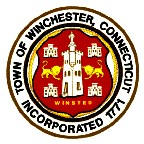 TOWN OF WINCHESTER, CONNECTICUT
WINSTED
INCORPORATED 1771